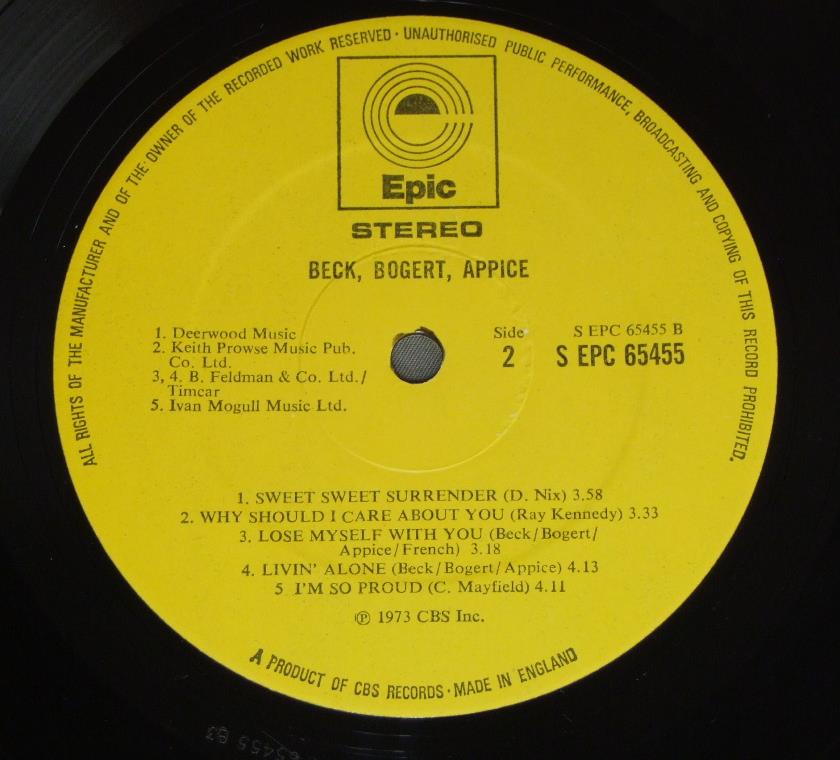 ALL RIGHTS OF THE MANUFACTURER AND OF THE OWNER OF THE RECORDED WORK RESERVED · UNAUTHORISED PUBLIC PERFORMANCE, BROADCASTING AND COPYING OF THIS RECORD PROHIBITED.
Epic
STEREO
BECK, BOGERT, APPICE
1. Deerwood Music
2. Keith Prowse Music Pub.
Co. Ltd.
3, 4. B. Feldman & Co. Ltd./
Timcar
5. Ivan Mogull Music Ltd.
Side
2
S EPC 65455 B
S EPC 65455
1. SWEET SWEET SURRENDER (D. Nix) 3.58
2. WHY SHOULD I CARE ABOUT YOU (Ray Kennedy) 3.33
3. LOSE MYSELF WITH YOU (Beck/Bogert/
Appice/French) 3.18
4. LIVIN' ALONE (Beck/Bogert/Appice) 4.13
5 I'M SO PROUD (C. Mayfield) 4.11
℗ 1973 CBS Inc.
A PRODUCT OF CBS RECORDS · MADE IN ENGLAND